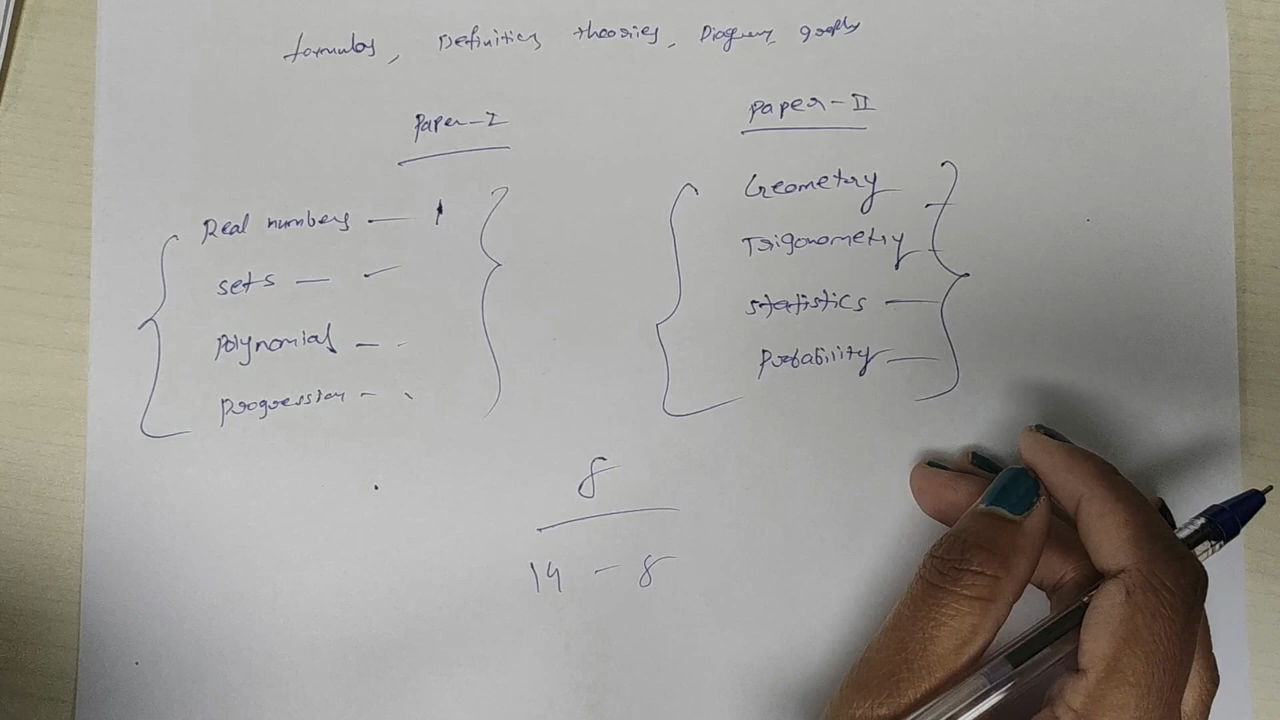 formulas, Definitions theories, Diagrams, graphs
Paper-I
Real numbers —
sets —
Polynomial —
Progression -
Paper-II
Geometry
Trigonometry
Statistics —
Probability —
8
14 - 8